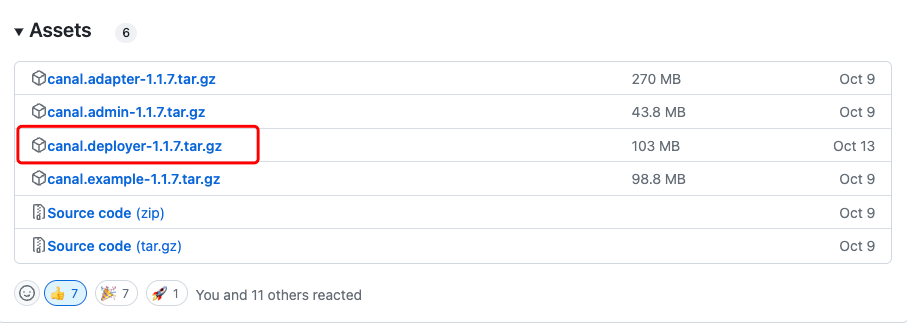 Assets 6
canal.adapter-1.1.7.tar.gz 270 MB Oct 9
canal.admin-1.1.7.tar.gz 43.8 MB Oct 9
canal.deployer-1.1.7.tar.gz 103 MB Oct 13
canal.example-1.1.7.tar.gz 98.8 MB Oct 9
Source code (zip) Oct 9
Source code (tar.gz) Oct 9
7 7 1 You and 11 others reacted